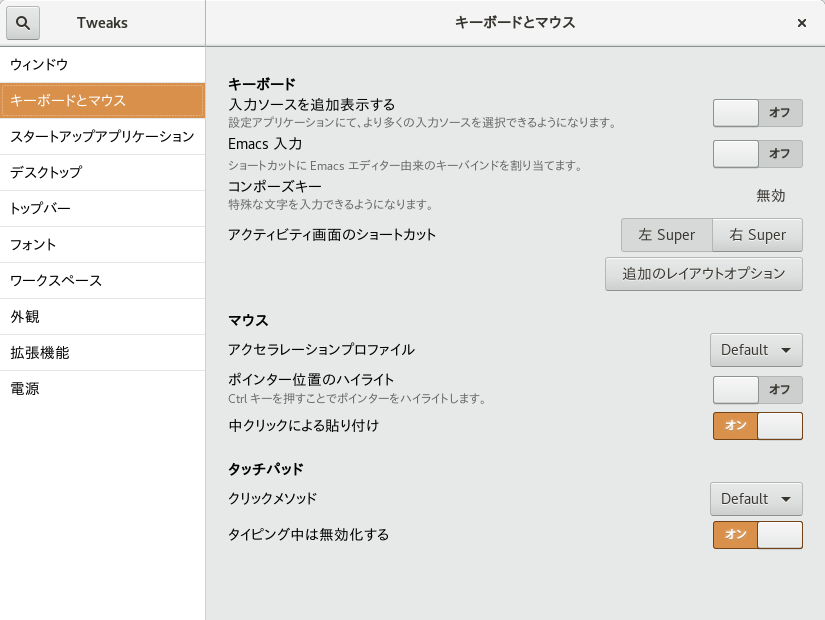 Tweaks
キーボードとマウス
ウィンドウ
キーボードとマウス
スタートアップアプリケーション
デスクトップ
トップバー
フォント
ワークスペース
外観
拡張機能
電源
キーボード
入力ソースを追加表示する
設定アプリケーションにて、より多くの入力ソースを選択できるようになります。
オフ
Emacs 入力
ショートカットに Emacs エディター由来のキーバインドを割り当てます。
オフ
コンポーズキー
特殊な文字を入力できるようになります。
無効
アクティビティ画面のショートカット
左 Super 右 Super
追加のレイアウトオプション
マウス
アクセラレーションプロファイル
Default
ポインター位置のハイライト
Ctrl キーを押すことでポインターをハイライトします。
オフ
中クリックによる貼り付け
オン
タッチパッド
クリックメソッド
Default
タイピング中は無効化する
オン